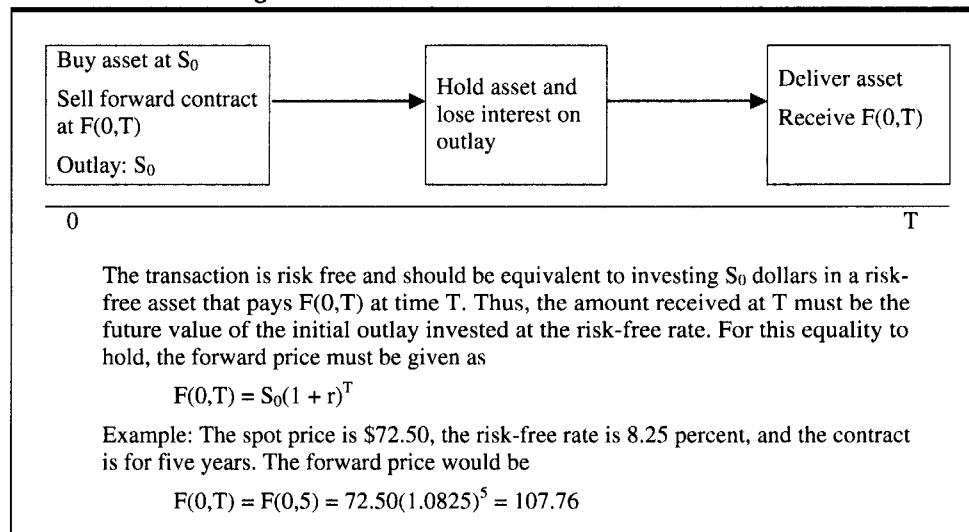 Buy asset at S₀
Sell forward contract
at F(0,T)
Outlay: S₀
Hold asset and
lose interest on
outlay
Deliver asset
Receive F(0,T)
0
T
The transaction is risk free and should be equivalent to investing S₀ dollars in a risk-
free asset that pays F(0,T) at time T. Thus, the amount received at T must be the
future value of the initial outlay invested at the risk-free rate. For this equality to
hold, the forward price must be given as
F(0,T) = S₀(1 + r)ᵀ
Example: The spot price is $72.50, the risk-free rate is 8.25 percent, and the contract
is for five years. The forward price would be
F(0,T) = F(0,5) = 72.50(1.0825)⁵ = 107.76